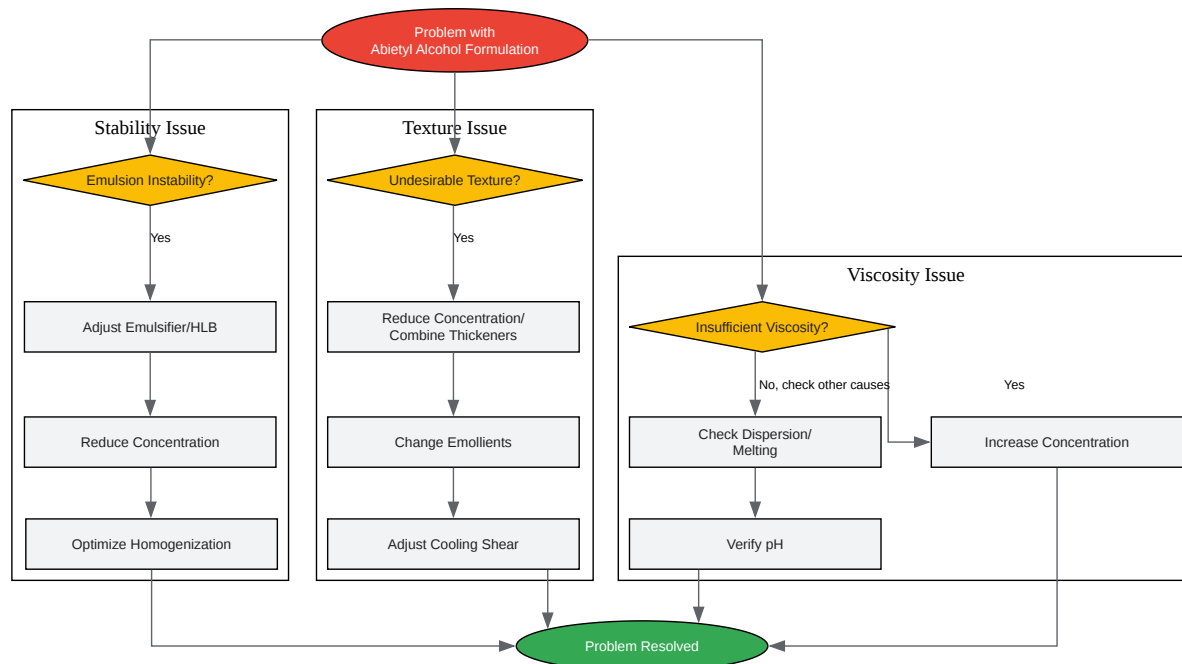 Problem with
Abietyl Alcohol Formulation
Stability Issue
Texture Issue
Emulsion Instability?
Undesirable Texture?
Yes
Yes
Viscosity Issue
Adjust Emulsifier/HLB
Reduce Concentration/
Combine Thickeners
Insufficient Viscosity?
No, check other causes
Yes
Reduce Concentration
Change Emollients
Check Dispersion/
Melting
Increase Concentration
Optimize Homogenization
Adjust Cooling Shear
Verify pH
Problem Resolved